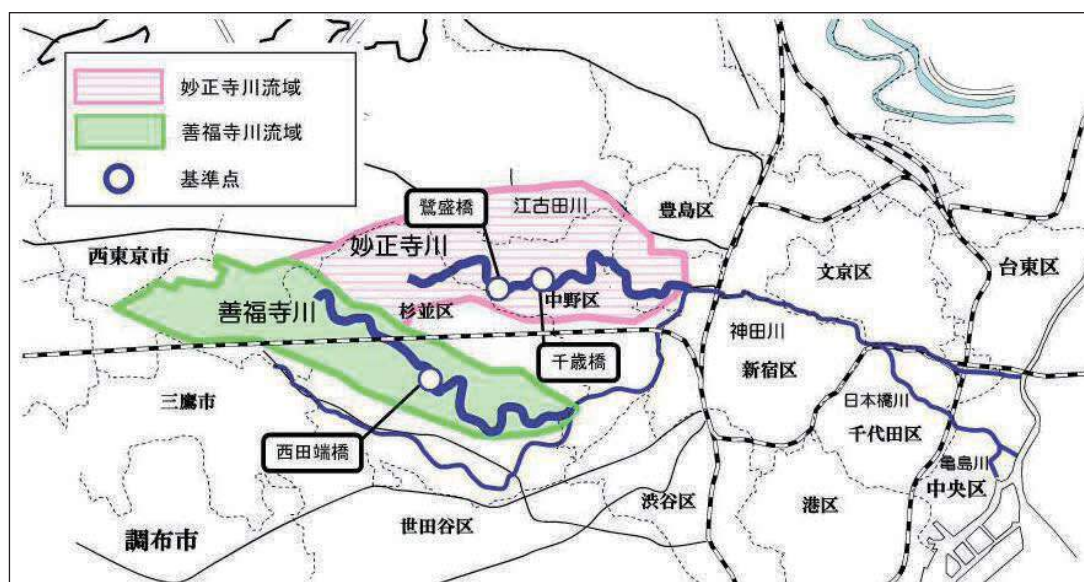 妙正寺川流域
善福寺川流域
基準点
鷺盛橋
江古田川
豊島区
妙正寺川
西東京市
文京区
台東区
善福寺川
杉並区
中野区
神田川
千歳橋
新宿区
三鷹市
日本橋川
千代田区
西田端橋
亀島川
中央区
渋谷区
港区
世田谷区
調布市